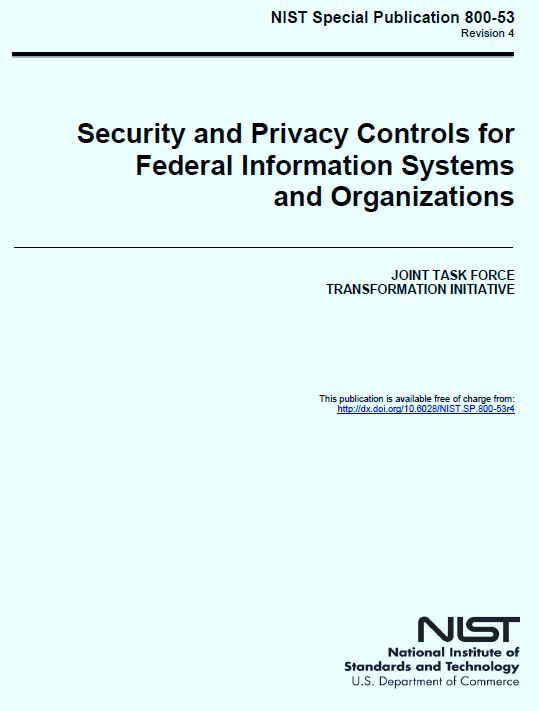 NIST Special Publication 800-53
Revision 4
Security and Privacy Controls for
Federal Information Systems
and Organizations
JOINT TASK FORCE
TRANSFORMATION INITIATIVE
This publication is available free of charge from:
http://dx.doi.org/10.6028/NIST.SP.800-53r4
NIST
National Institute of
Standards and Technology
U.S. Department of Commerce